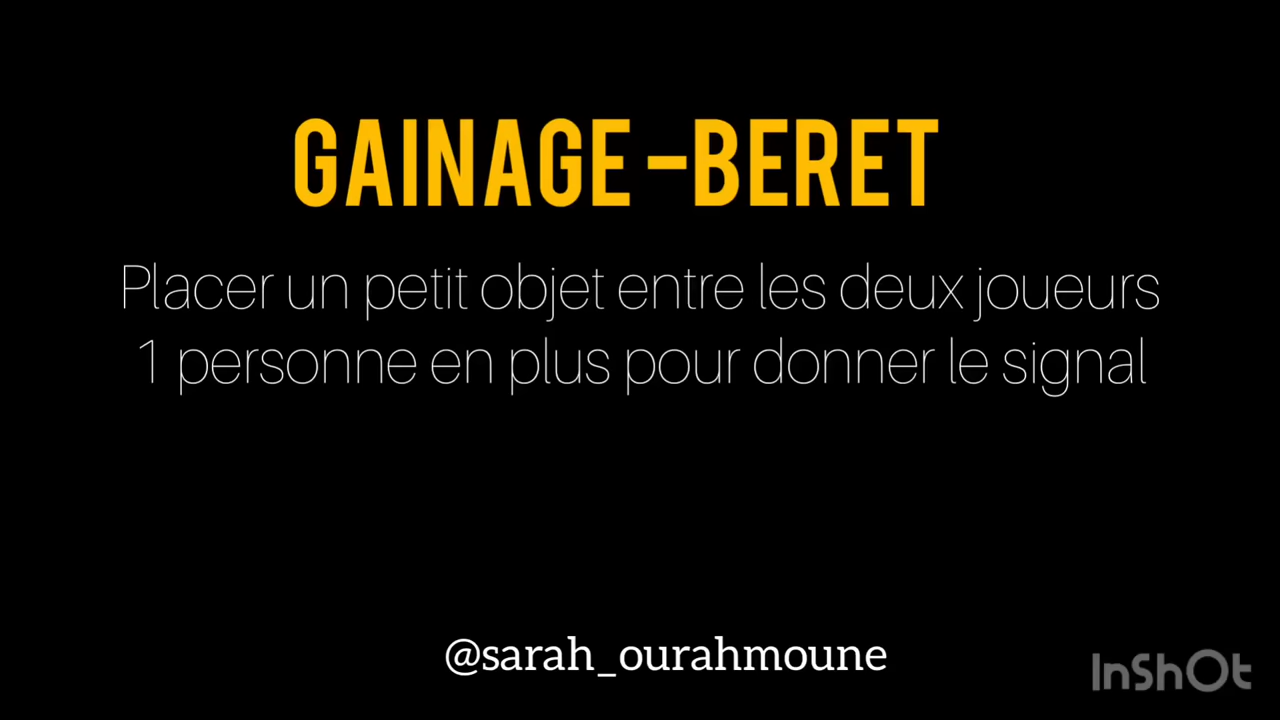 GAINAGE -BERET
Placer un petit objet entre les deux joueurs
1 personne en plus pour donner le signal
@sarah_ourahmoune
InShOt